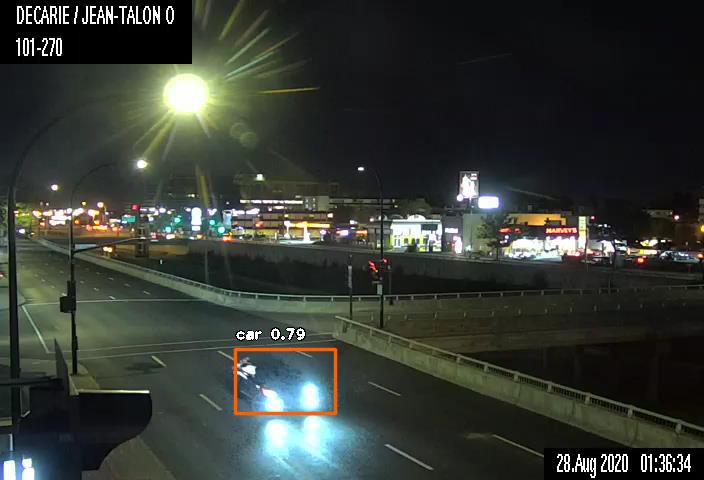 DECARIE / JEAN-TALON O
101-270
HARVEY'S
car 0.79
28.Aug 2020 01:36:34